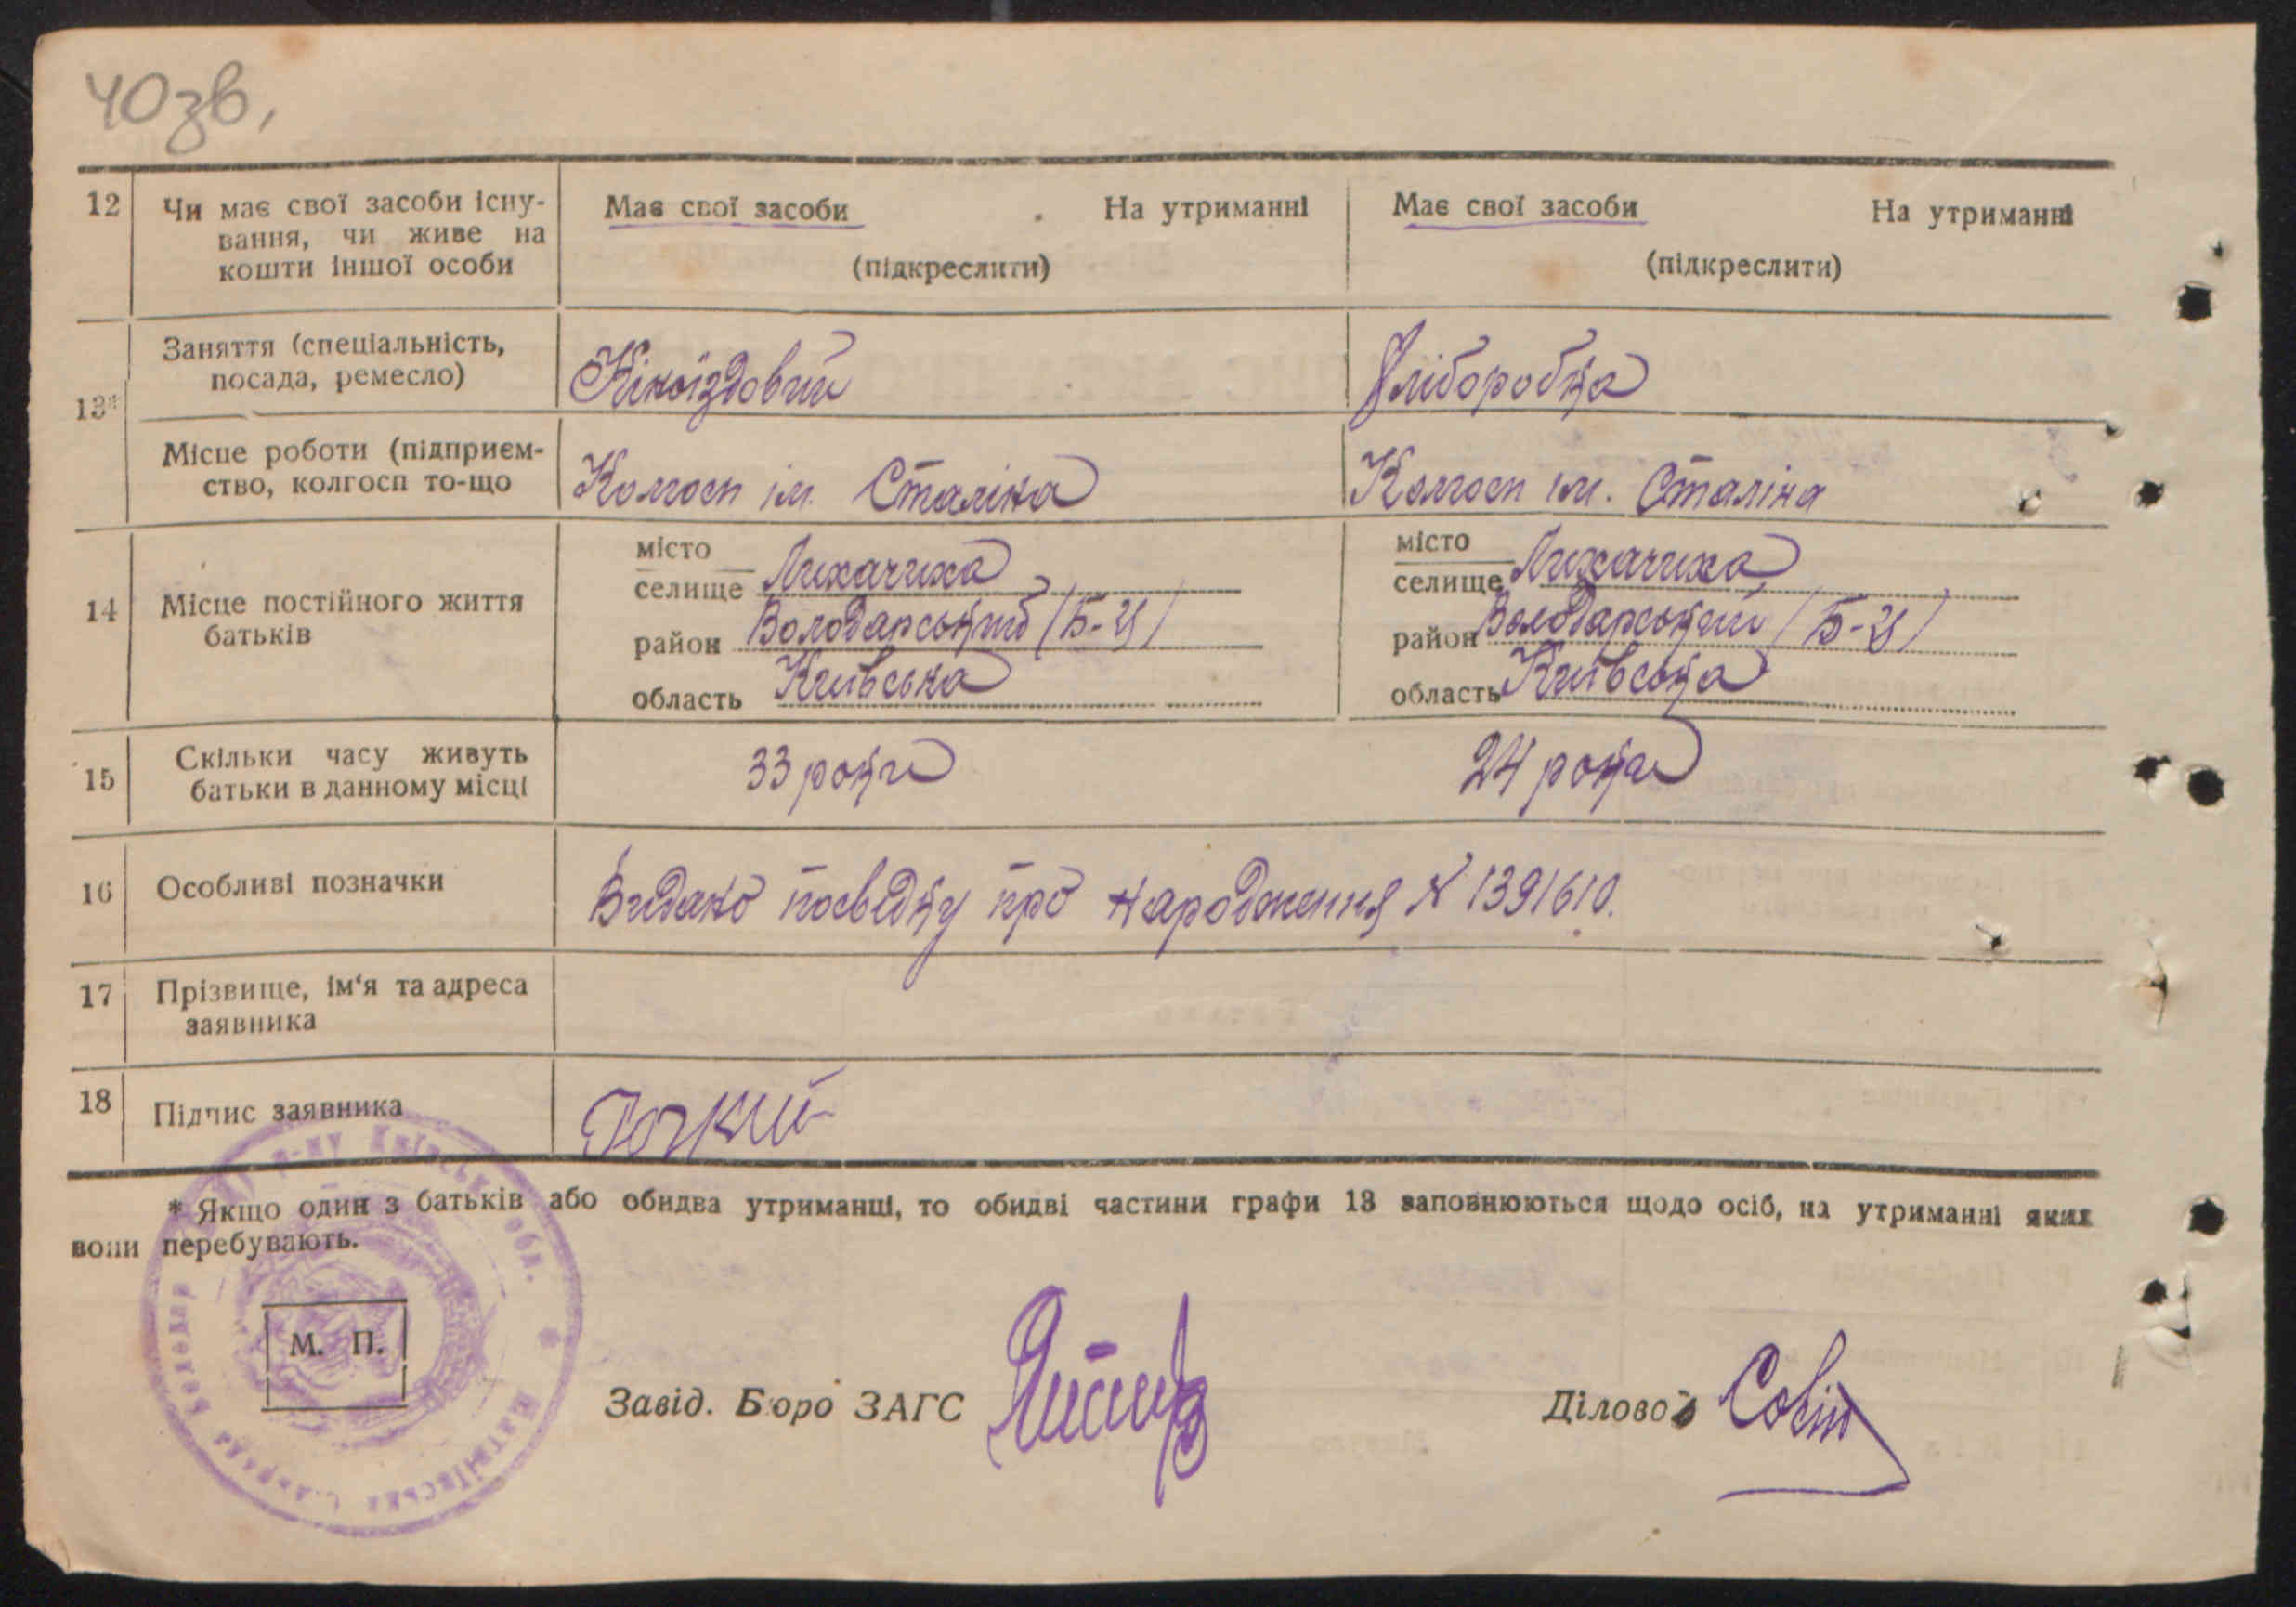 40зв.
12 Чи має свої засоби існу-
вання, чи живе на
кошти іншої особи
Має свої засоби На утриманні
(підкреслити)
Має свої засоби На утриманні
(підкреслити)
13*
Заняття (спеціальність,
посада, ремесло)
Хліборобка
Місце роботи (підприєм-
ство, колгосп то-що
Колгосп ім. Сталіна
Колгосп ім. Сталіна
14 Місце постійного життя
батьків
місто
селище Лихачиха
район Володарський (Б-Ц)
область Київська
місто
селище Лихачиха
район Володарський (Б-Ц)
область Київська
15 Скільки часу живуть
батьки в данному місці
33 роки
24 роки
16 Особливі позначки
Видано посвідку про народження № 1391610.
17 Прізвище, ім'я та адреса
заявника
18 Підпис заявника
* Якщо один з батьків або обидва утриманці, то обидві частини графи 13 заповнюються щодо осіб, на утриманні яких
вони перебувають.
М. П.
Завід. Бюро ЗАГС
Діловод